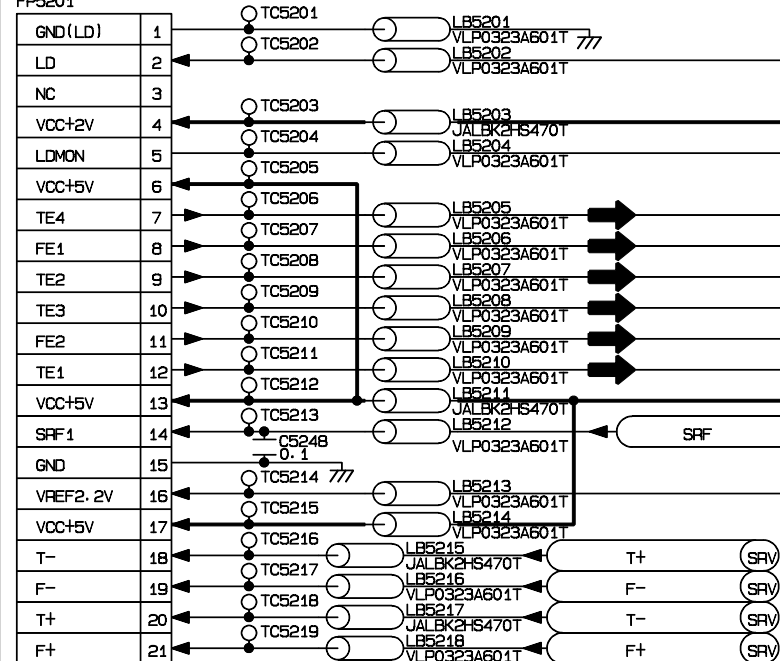 FP5201
TC5201
LB5201
GND(LD) 1
VLP0323A601T
TC5202
LB5202
LD 2
VLP0323A601T
NC 3
TC5203
LB5203
VCC+2V 4
JALBK2HS470T
TC5204
LB5204
LDMON 5
VLP0323A601T
TC5205
VCC+5V 6
TC5206
LB5205
TE4 7
VLP0323A601T
TC5207
LB5206
FE1 8
VLP0323A601T
TC5208
LB5207
TE2 9
VLP0323A601T
TC5209
LB5208
TE3 10
VLP0323A601T
TC5210
LB5209
FE2 11
VLP0323A601T
TC5211
LB5210
TE1 12
VLP0323A601T
TC5212
LB5211
VCC+5V 13
JALBK2HS470T
TC5213
LB5212
SRF1 14
SRF
C5248
VLP0323A601T
0.1
GND 15
TC5214
LB5213
VREF2.2V 16
VLP0323A601T
TC5215
LB5214
VCC+5V 17
VLP0323A601T
TC5216
LB5215
T- 18
JALBK2HS470T
T+ SRV
TC5217
LB5216
F- 19
VLP0323A601T
F- SRV
TC5218
LB5217
T+ 20
JALBK2HS470T
T- SRV
TC5219
LB5218
F+ 21
VLP0323A601T
F+ SRV